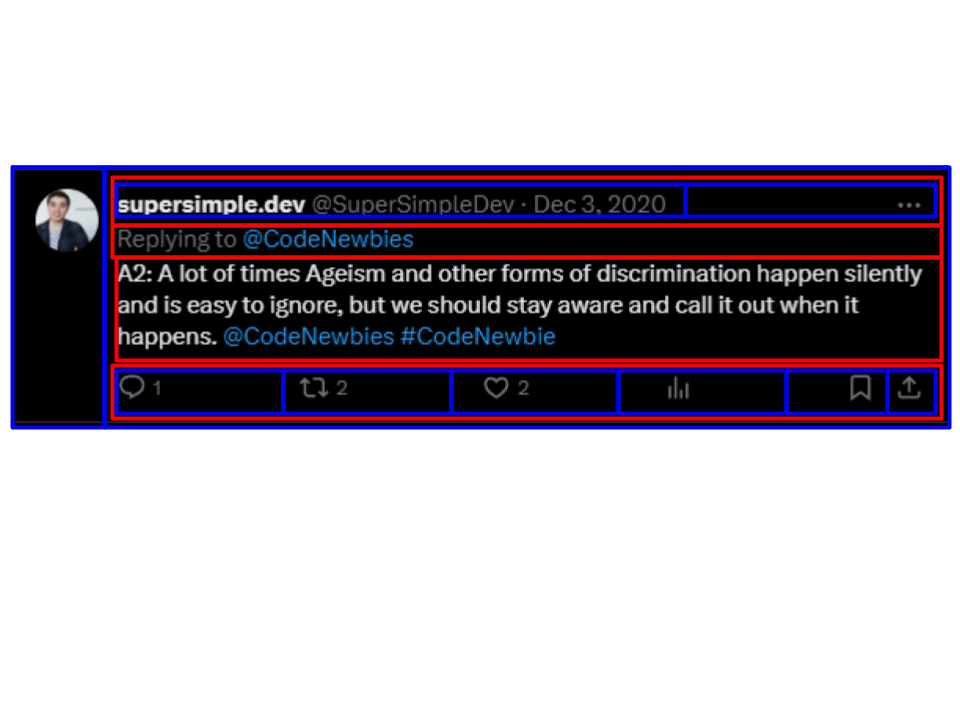 supersimple.dev @SuperSimpleDev · Dec 3, 2020
Replying to @CodeNewbies
A2: A lot of times Ageism and other forms of discrimination happen silently
and is easy to ignore, but we should stay aware and call it out when it
happens. @CodeNewbies #CodeNewbie
1 2 2